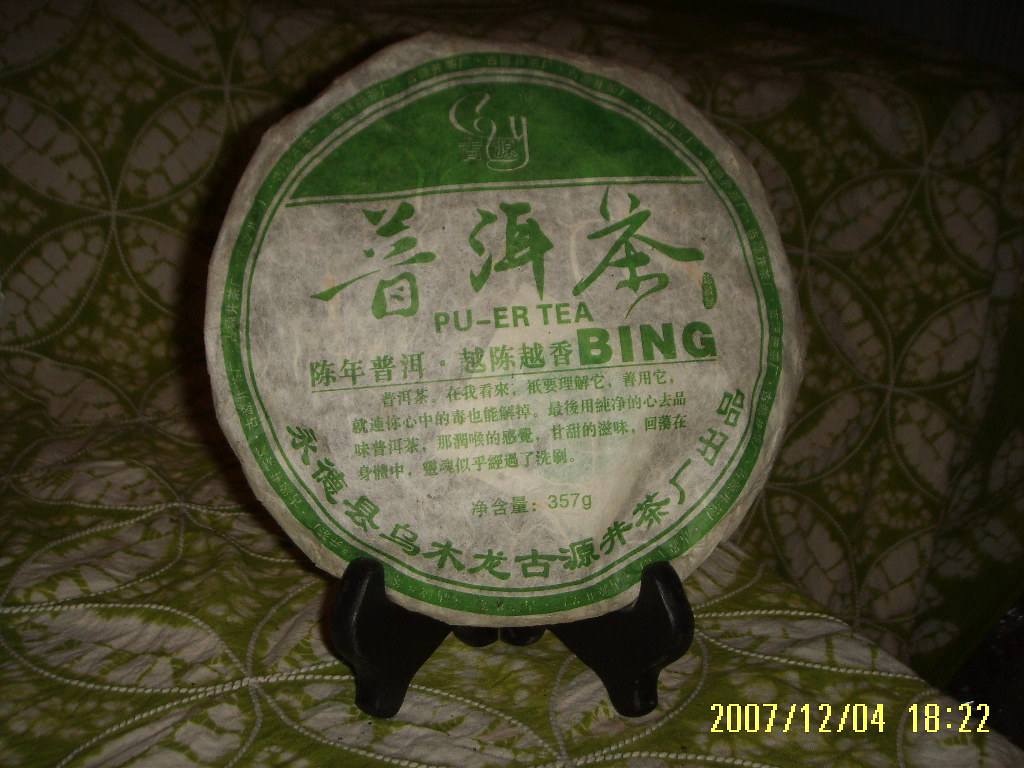 普洱茶
PU-ER TEA
陈年普洱·越陈越香BING
普洱茶，在我看來，祇要理解它，善用它，
就連你心中的毒也能解掉。最後用純净的心去品
味普洱茶，那潤喉的感覺，甘甜的滋味，回蕩在
身體中，靈魂似乎經過了洗刷。
净含量：357g
永德县乌木龙古源井茶厂出品
2007/12/04 18:22